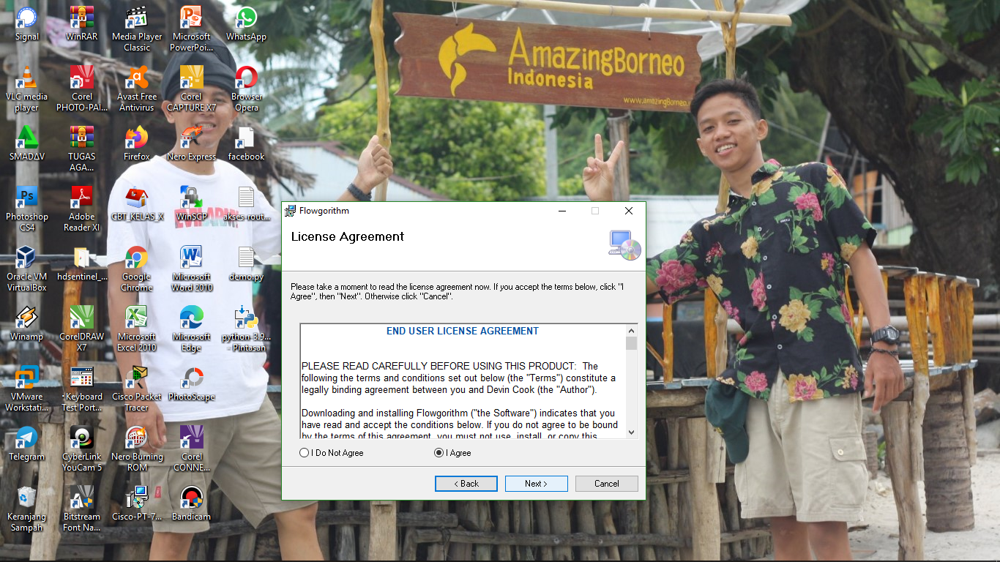 Signal
WinRAR
Media Player
Classic
Microsoft
PowerPoi...
WhatsApp
VLC media
player
Corel
PHOTO-PAI...
Avast Free
Antivirus
Corel
CAPTURE X7
Browser
Opera
SMADΔV
TUGAS
AGA...
Firefox
Nero Express
facebook
Photoshop
CS4
Adobe
Reader XI
CBT_KELAS_X
WinSCP
akses-rout...
Oracle VM
VirtualBox
hdsentinel_...
Google
Chrome
Microsoft
Word 2010
demo.py
Winamp
CorelDRAW
X7
Microsoft
Excel 2010
Microsoft
Edge
python-3.9...
- Pintasan
VMware
Workstati...
Keyboard
Test Port...
Cisco Packet
Tracer
PhotoScape
Telegram
CyberLink
YouCam 5
Nero Burning
ROM
Corel
CONNE...
Keranjang
Sampah
Bitstream
Font Na...
Cisco-PT-7...
Bandicam
AmazingBorneo
Indonesia
Flowgorithm
License Agreement
Please take a moment to read the license agreement now. If you accept the terms below, click "I
Agree", then "Next". Otherwise click "Cancel".
END USER LICENSE AGREEMENT
PLEASE READ CAREFULLY BEFORE USING THIS PRODUCT:  The
following the terms and conditions set out below (the "Terms") constitute a
legally binding agreement between you and Devin Cook (the "Author").
Downloading and installing Flowgorithm ("the Software") indicates that you
have read and accept the conditions below. If you do not agree to be bound
by the terms of this agreement, you must not use, install, or copy this
I Do Not Agree
I Agree
< Back
Next >
Cancel